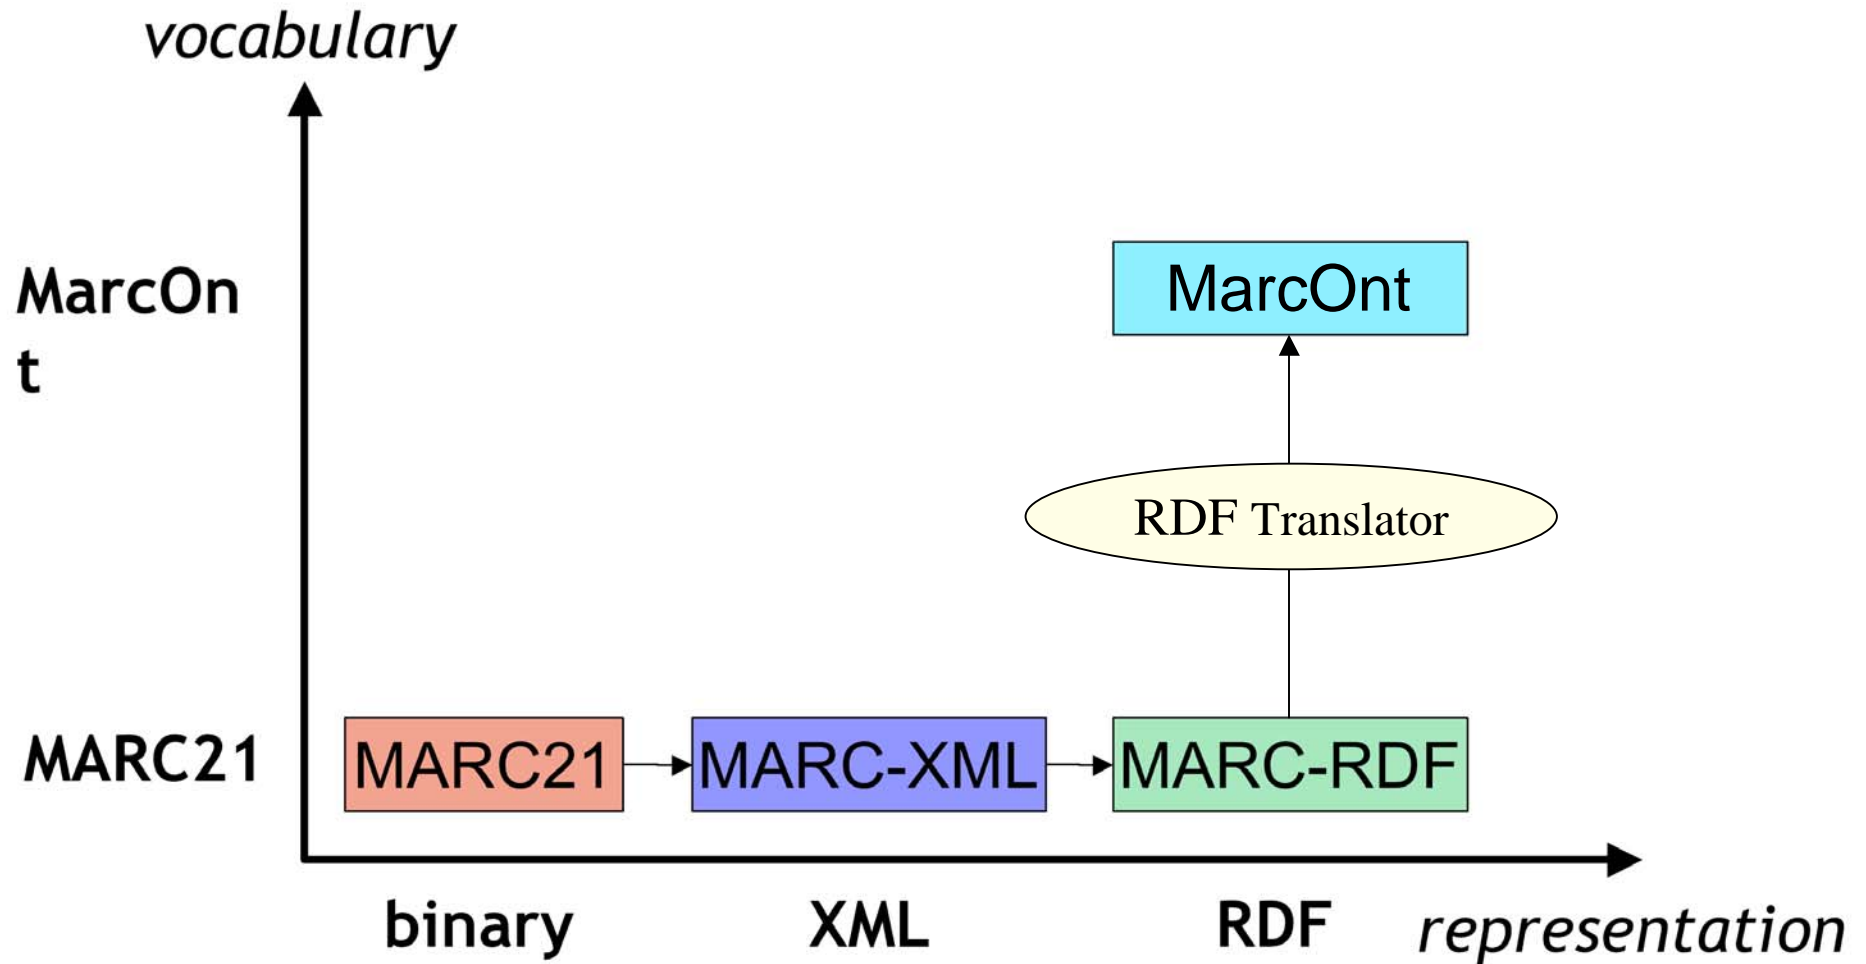 vocabulary
MarcOn
t
MarcOnt
RDF Translator
MARC21
MARC21
MARC-XML
MARC-RDF
binary
XML
RDF
representation